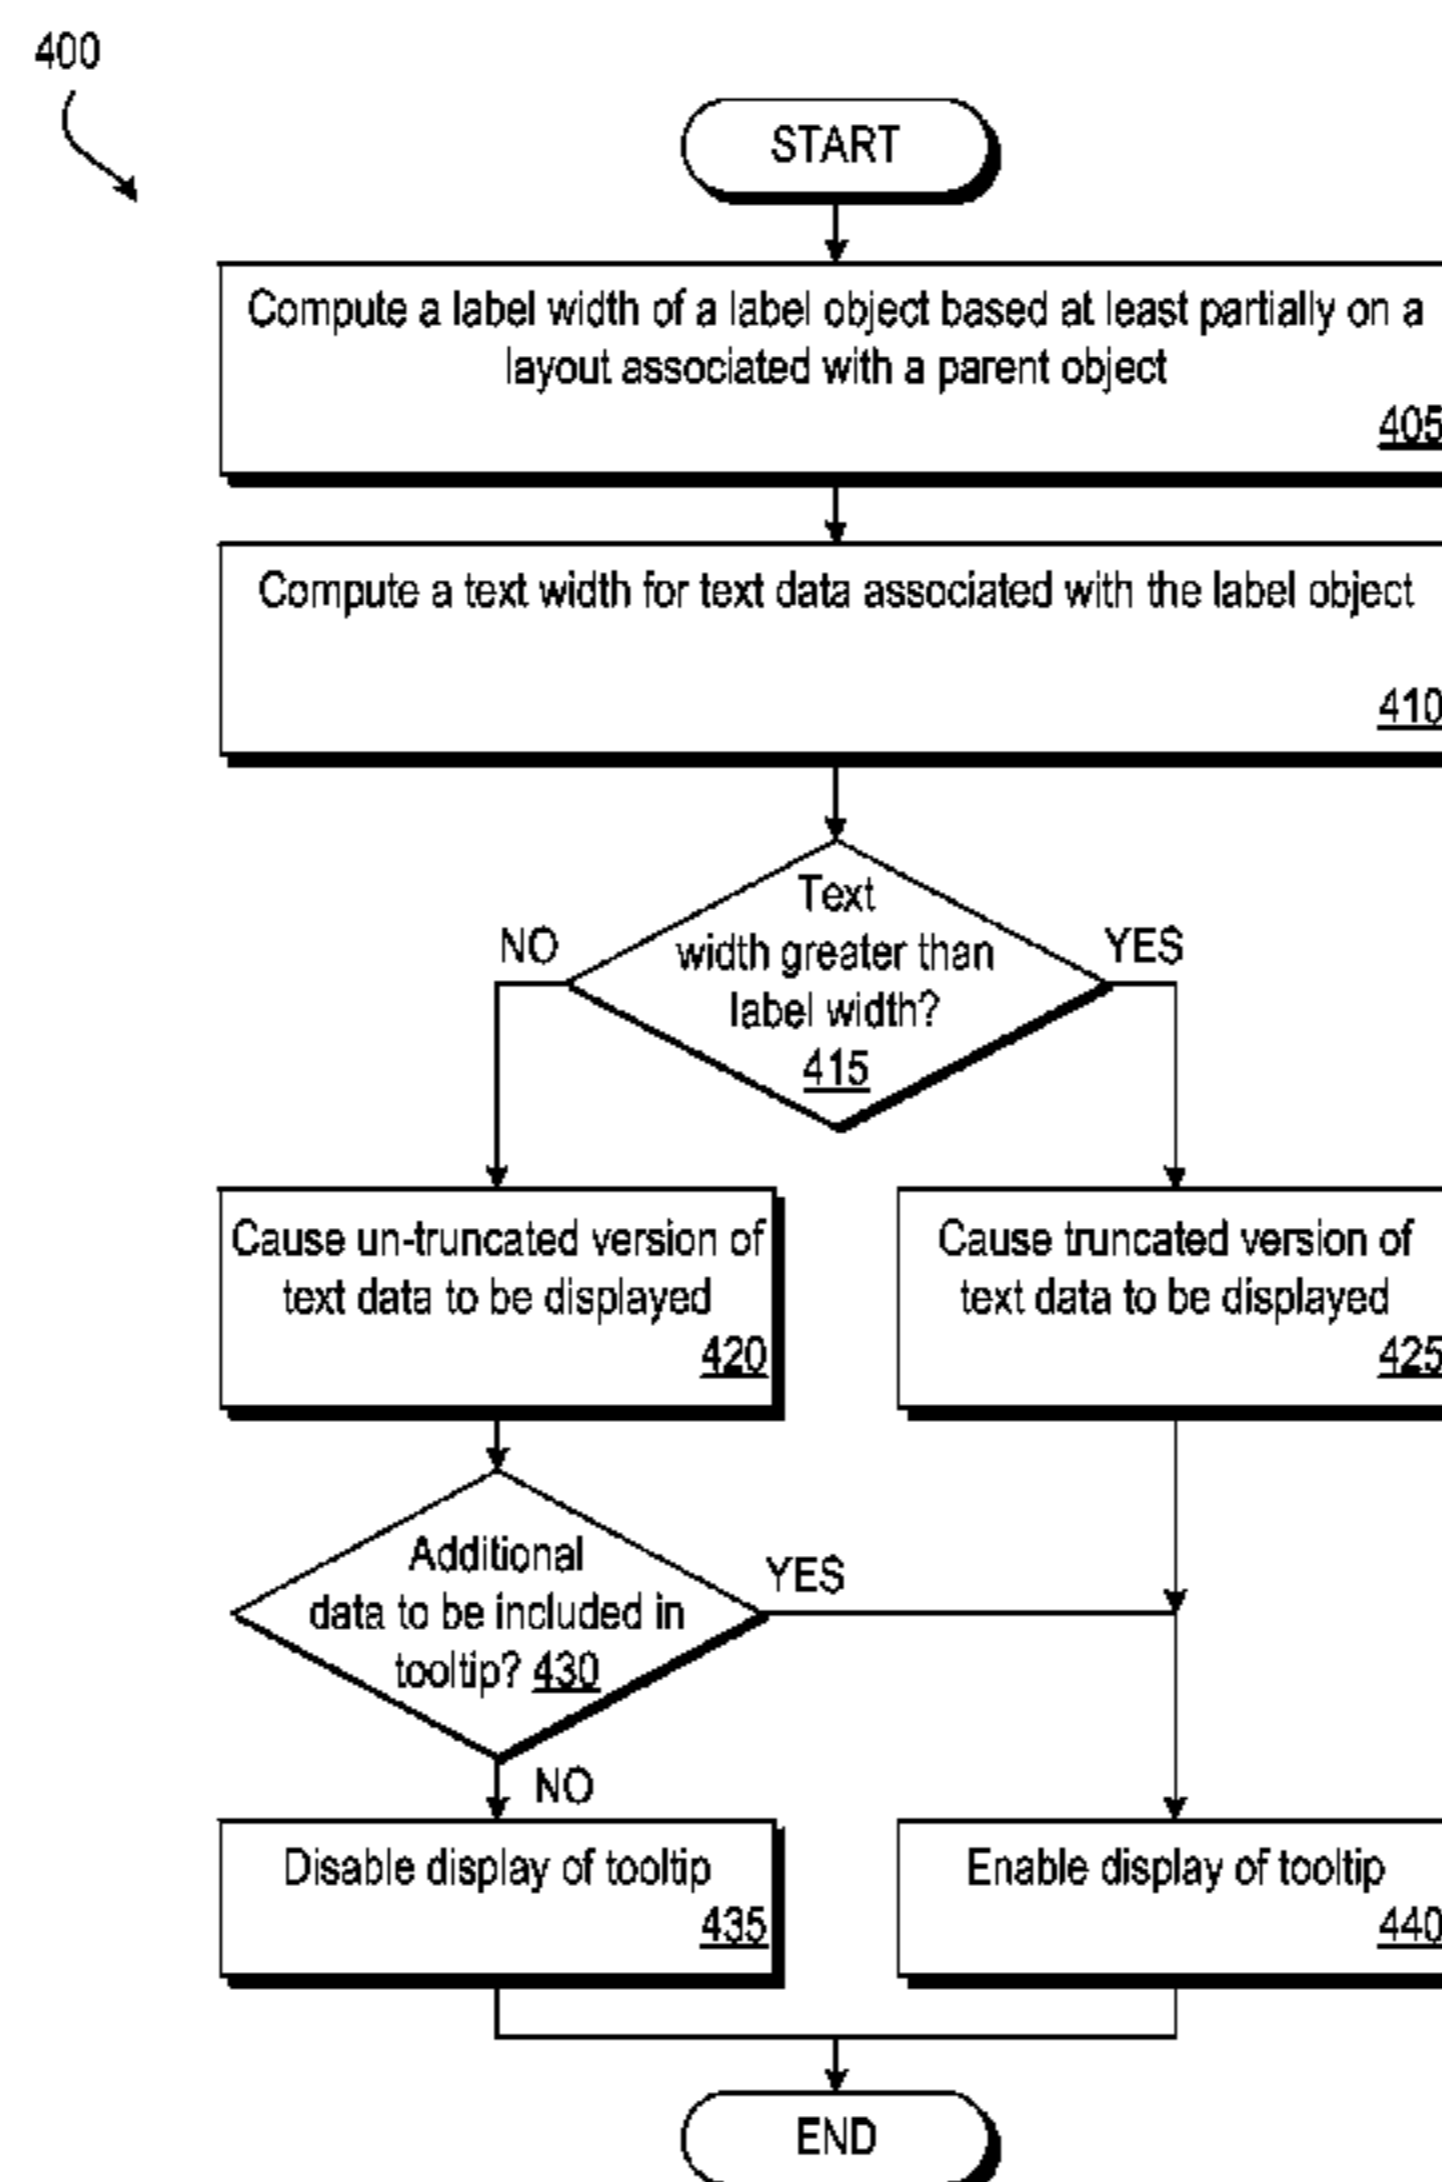 400
START
Compute a label width of a label object based at least partially on a
layout associated with a parent object
405
Compute a text width for text data associated with the label object
410
Text
width greater than
label width?
415
NO
YES
Cause un-truncated version of
text data to be displayed
420
Cause truncated version of
text data to be displayed
425
Additional
data to be included in
tooltip? 430
YES
NO
Disable display of tooltip
435
Enable display of tooltip
440
END